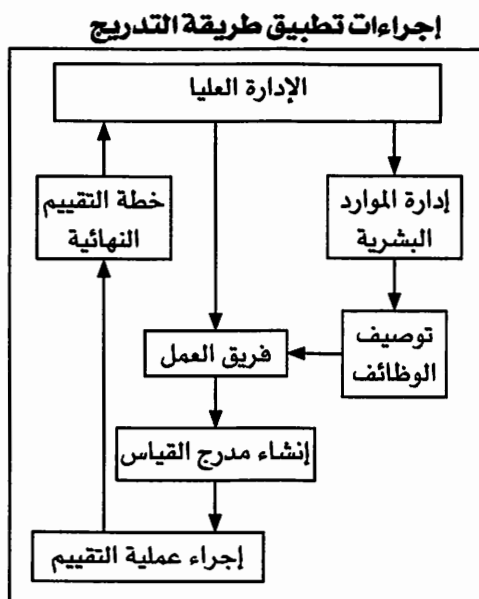 إجراءات تطبيق طريقة التدريج
الإدارة العليا
إدارة الموارد
البشرية
خطة التقييم
النهائية
توصيف
الوظائف
فريق العمل
إنشاء مدرج القياس
إجراء عملية التقييم